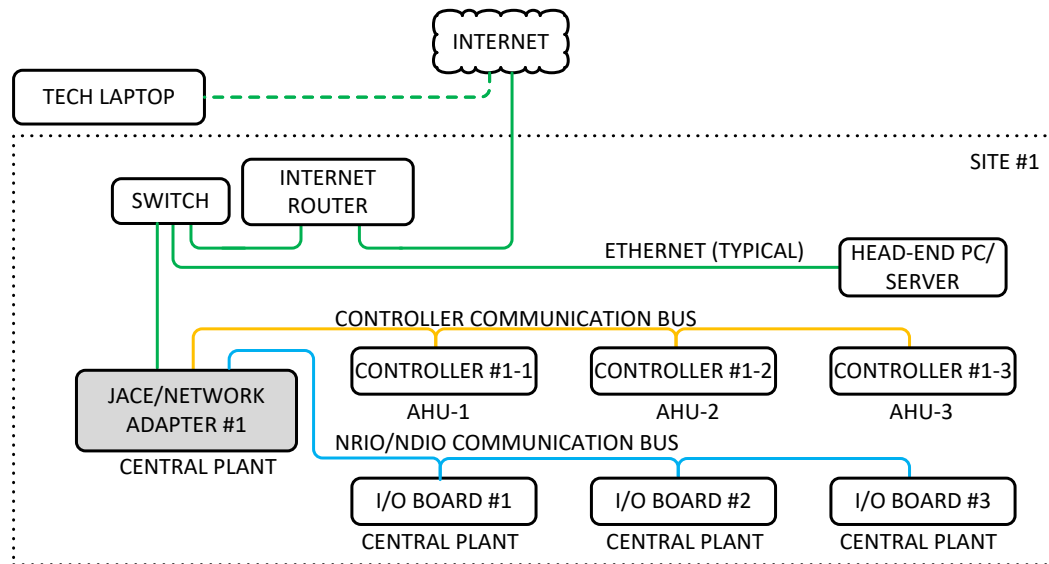 INTERNET
TECH LAPTOP
SITE #1
INTERNET
ROUTER
SWITCH
ETHERNET (TYPICAL)
HEAD-END PC/
SERVER
CONTROLLER COMMUNICATION BUS
JACE/NETWORK
ADAPTER #1
CENTRAL PLANT
CONTROLLER #1-1
CONTROLLER #1-2
CONTROLLER #1-3
AHU-1
AHU-2
AHU-3
NRIO/NDIO COMMUNICATION BUS
I/O BOARD #1
I/O BOARD #2
I/O BOARD #3
CENTRAL PLANT
CENTRAL PLANT
CENTRAL PLANT